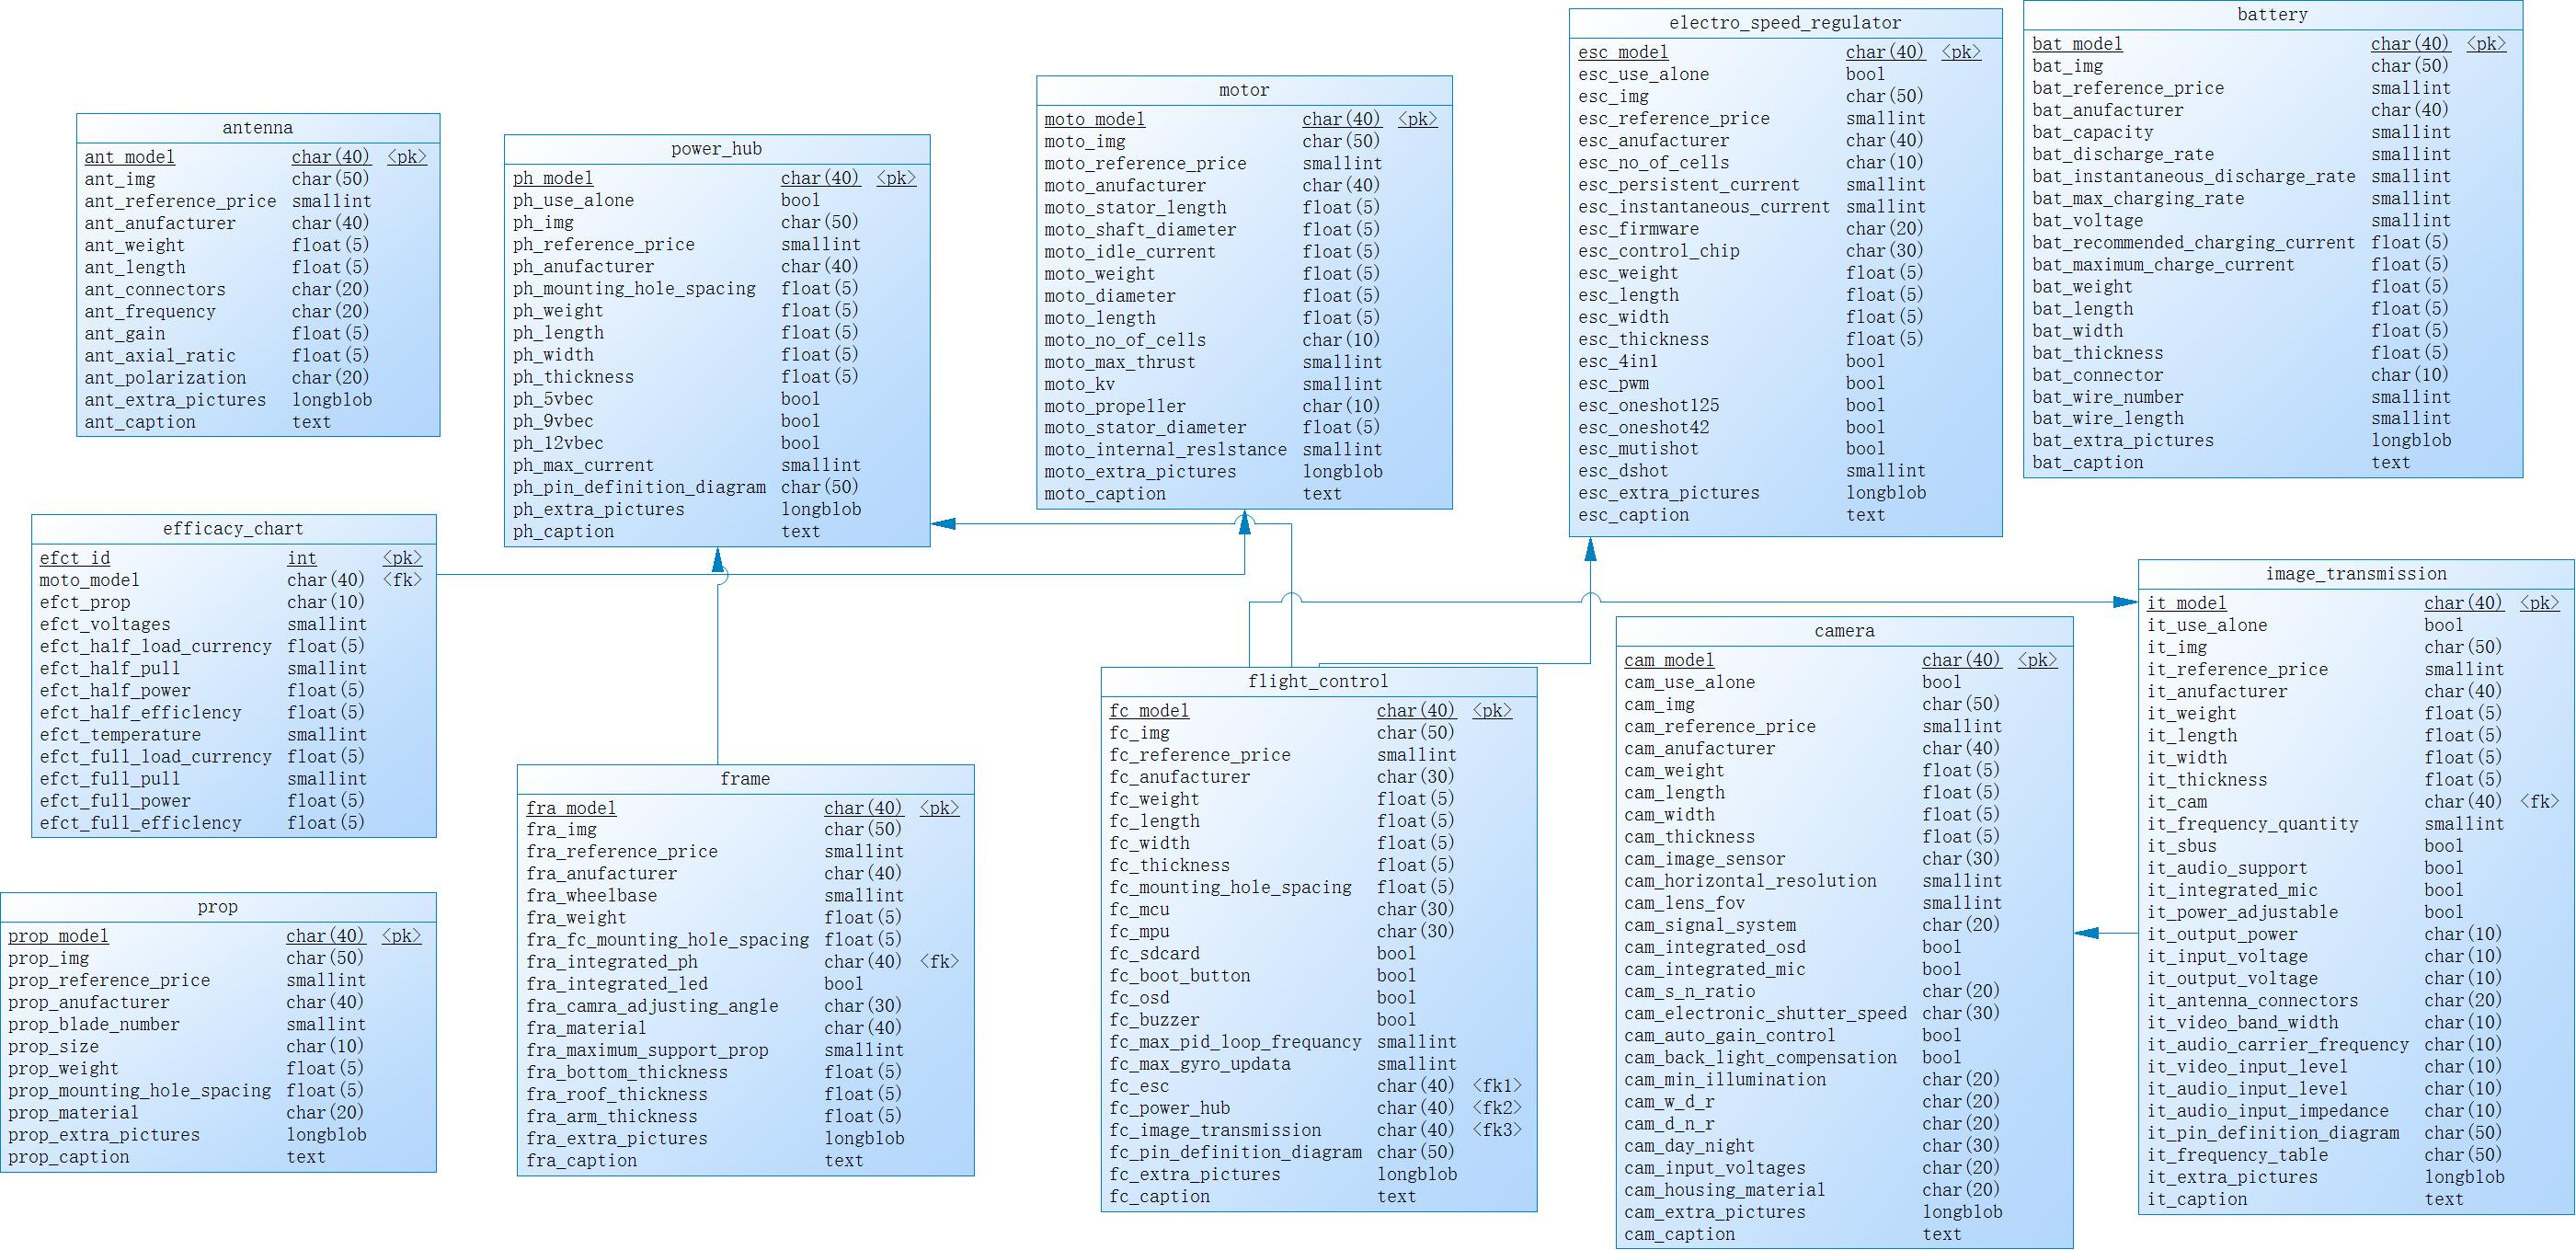 antenna
ant_model char(40) <pk>
ant_img char(50)
ant_reference_price smallint
ant_anufacturer char(40)
ant_weight float(5)
ant_length float(5)
ant_connectors char(20)
ant_frequency char(20)
ant_gain float(5)
ant_axial_ratic float(5)
ant_polarization char(20)
ant_extra_pictures longblob
ant_caption text
power_hub
ph_model char(40) <pk>
ph_use_alone bool
ph_img char(50)
ph_reference_price smallint
ph_anufacturer char(40)
ph_mounting_hole_spacing float(5)
ph_weight float(5)
ph_length float(5)
ph_width float(5)
ph_thickness float(5)
ph_5vbec bool
ph_9vbec bool
ph_12vbec bool
ph_max_current smallint
ph_pin_definition_diagram char(50)
ph_extra_pictures longblob
ph_caption text
motor
moto_model char(40) <pk>
moto_img char(50)
moto_reference_price smallint
moto_anufacturer char(40)
moto_stator_length float(5)
moto_shaft_diameter float(5)
moto_idle_current float(5)
moto_weight float(5)
moto_diameter float(5)
moto_length float(5)
moto_no_of_cells char(10)
moto_max_thrust smallint
moto_kv smallint
moto_propeller char(10)
moto_stator_diameter float(5)
moto_internal_reslstance smallint
moto_extra_pictures longblob
moto_caption text
electro_speed_regulator
esc_model char(40) <pk>
esc_use_alone bool
esc_img char(50)
esc_reference_price smallint
esc_anufacturer char(40)
esc_no_of_cells char(10)
esc_persistent_current smallint
esc_instantaneous_current smallint
esc_firmware char(20)
esc_control_chip char(30)
esc_weight float(5)
esc_length float(5)
esc_width float(5)
esc_thickness float(5)
esc_4in1 bool
esc_pwm bool
esc_oneshot125 bool
esc_oneshot42 bool
esc_mutishot bool
esc_dshot smallint
esc_extra_pictures longblob
esc_caption text
battery
bat_model char(40) <pk>
bat_img char(50)
bat_reference_price smallint
bat_anufacturer char(40)
bat_capacity smallint
bat_discharge_rate smallint
bat_instantaneous_discharge_rate smallint
bat_max_charging_rate smallint
bat_voltage smallint
bat_recommended_charging_current float(5)
bat_maximum_charge_current float(5)
bat_weight float(5)
bat_length float(5)
bat_width float(5)
bat_thickness float(5)
bat_connector char(10)
bat_wire_number smallint
bat_wire_length smallint
bat_extra_pictures longblob
bat_caption text
efficacy_chart
efct_id int <pk>
moto_model char(40) <fk>
efct_prop char(10)
efct_voltages smallint
efct_half_load_currency float(5)
efct_half_pull smallint
efct_half_power float(5)
efct_half_efficlency float(5)
efct_temperature smallint
efct_full_load_currency float(5)
efct_full_pull smallint
efct_full_power float(5)
efct_full_efficlency float(5)
prop
prop_model char(40) <pk>
prop_img char(50)
prop_reference_price smallint
prop_anufacturer char(40)
prop_blade_number smallint
prop_size char(10)
prop_weight float(5)
prop_mounting_hole_spacing float(5)
prop_material char(20)
prop_extra_pictures longblob
prop_caption text
frame
fra_model char(40) <pk>
fra_img char(50)
fra_reference_price smallint
fra_anufacturer char(40)
fra_wheelbase smallint
fra_weight float(5)
fra_fc_mounting_hole_spacing float(5)
fra_integrated_ph char(40) <fk>
fra_integrated_led bool
fra_camra_adjusting_angle char(30)
fra_material char(40)
fra_maximum_support_prop smallint
fra_bottom_thickness float(5)
fra_roof_thickness float(5)
fra_arm_thickness float(5)
fra_extra_pictures longblob
fra_caption text
flight_control
fc_model char(40) <pk>
fc_img char(50)
fc_reference_price smallint
fc_anufacturer char(30)
fc_weight float(5)
fc_length float(5)
fc_width float(5)
fc_thickness float(5)
fc_mounting_hole_spacing float(5)
fc_mcu char(30)
fc_mpu char(30)
fc_sdcard bool
fc_boot_button bool
fc_osd bool
fc_buzzer bool
fc_max_pid_loop_frequancy smallint
fc_max_gyro_updata smallint
fc_esc char(40) <fk1>
fc_power_hub char(40) <fk2>
fc_image_transmission char(40) <fk3>
fc_pin_definition_diagram char(50)
fc_extra_pictures longblob
fc_caption text
camera
cam_model char(40) <pk>
cam_use_alone bool
cam_img char(50)
cam_reference_price smallint
cam_anufacturer char(40)
cam_weight float(5)
cam_length float(5)
cam_width float(5)
cam_thickness float(5)
cam_image_sensor char(30)
cam_horizontal_resolution smallint
cam_lens_fov smallint
cam_signal_system char(20)
cam_integrated_osd bool
cam_integrated_mic bool
cam_s_n_ratio char(20)
cam_electronic_shutter_speed char(30)
cam_auto_gain_control bool
cam_back_light_compensation bool
cam_min_illumination char(20)
cam_w_d_r char(20)
cam_d_n_r char(20)
cam_day_night char(30)
cam_input_voltages char(20)
cam_housing_material char(20)
cam_extra_pictures longblob
cam_caption text
image_transmission
it_model char(40) <pk>
it_use_alone bool
it_img char(50)
it_reference_price smallint
it_anufacturer char(40)
it_weight float(5)
it_length float(5)
it_width float(5)
it_thickness float(5)
it_cam char(40) <fk>
it_frequency_quantity smallint
it_sbus bool
it_audio_support bool
it_integrated_mic bool
it_power_adjustable bool
it_output_power char(10)
it_input_voltage char(10)
it_output_voltage char(10)
it_antenna_connectors char(20)
it_video_band_width char(10)
it_audio_carrier_frequency char(10)
it_video_input_level char(10)
it_audio_input_level char(10)
it_audio_input_impedance char(10)
it_pin_definition_diagram char(50)
it_frequency_table char(50)
it_extra_pictures longblob
it_caption text